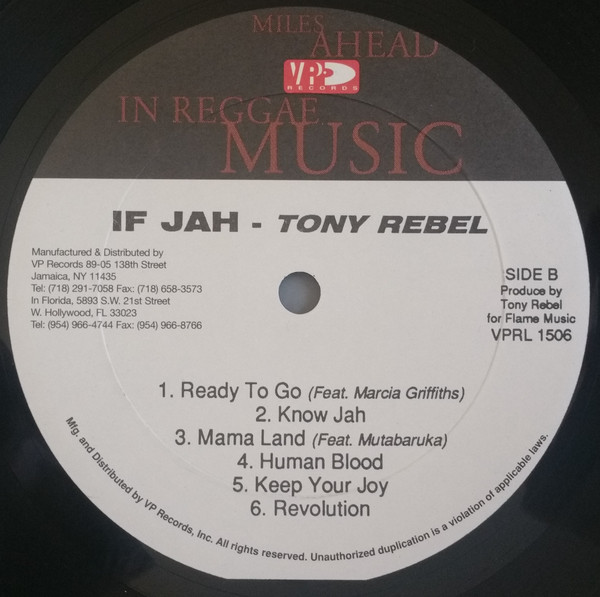 MILES
AHEAD
VP
RECORDS
IN REGGAE
MUSIC
IF JAH - TONY REBEL
Manufactured & Distributed by
VP Records 89-05 138th Street
Jamaica, NY 11435
Tel: (718) 291-7058 Fax: (718) 658-3573
In Florida, 5893 S.W. 21st Street
W. Hollywood, FL 33023
Tel: (954) 966-4744 Fax: (954) 966-8766
SIDE B
Produce by
Tony Rebel
for Flame Music
VPRL 1506
1. Ready To Go (Feat. Marcia Griffiths)
2. Know Jah
3. Mama Land (Feat. Mutabaruka)
4. Human Blood
5. Keep Your Joy
6. Revolution
Mfg. and Distributed by VP Records, Inc. All rights reserved. Unauthorized duplication is a violation of applicable laws.